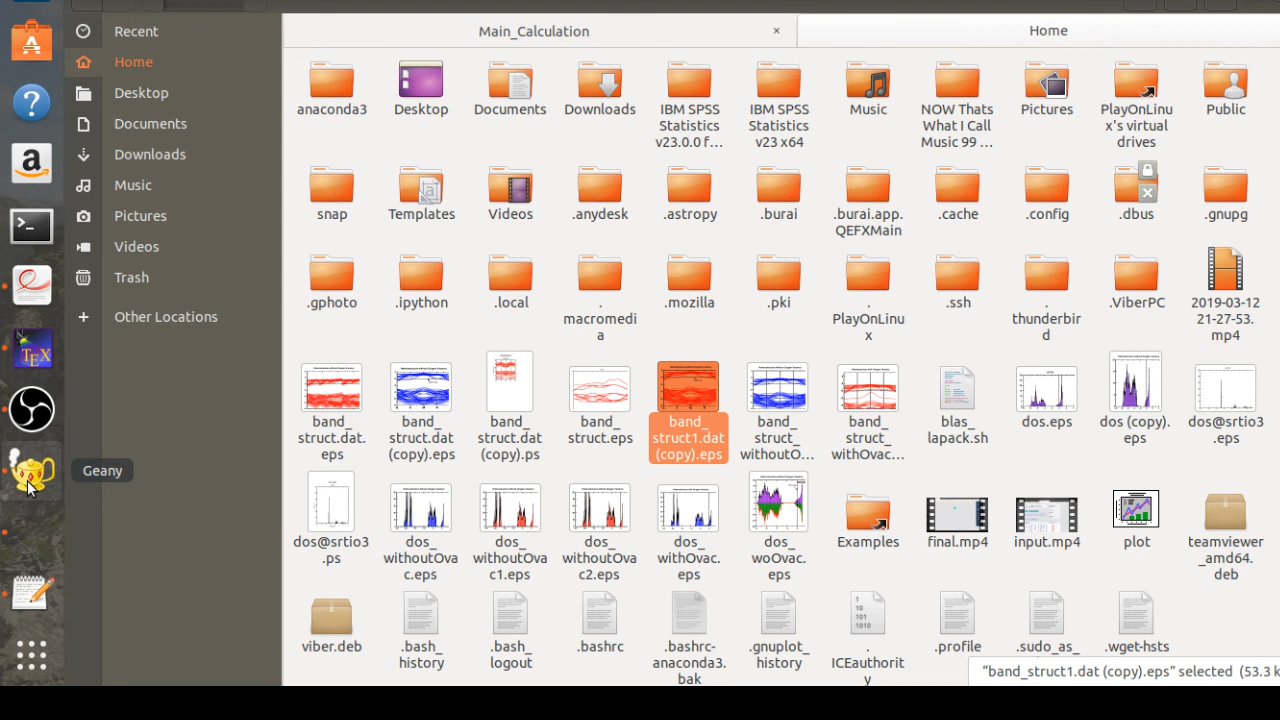 Recent
Home
Desktop
Documents
Downloads
Music
Pictures
Videos
Trash
Other Locations
Geany
Main_Calculation
Home
anaconda3
Desktop
Documents
Downloads
IBM SPSS
Statistics
v23.0.0 f...
IBM SPSS
Statistics
v23 x64
Music
NOW Thats
What I Call
Music 99 ...
Pictures
PlayOnLinu
x's virtual
drives
Public
snap
Templates
Videos
.anydesk
.astropy
.burai
.burai.app.
QEFXMain
.cache
.config
.dbus
.gnupg
.gphoto
.ipython
.local
.
macromedi
a
.mozilla
.pki
.
PlayOnLinu
x
.ssh
.
thunderbir
d
.ViberPC
2019-03-12
21-27-53.
mp4
band_
struct.dat.
eps
band_
struct.dat
(copy).eps
band_
struct.dat
(copy).ps
band_
struct.eps
band_
struct1.dat
(copy).eps
band_
struct_
withoutO...
band_
struct_
withOvac...
blas_
lapack.sh
dos.eps
dos (copy).
eps
dos@srtio3
.eps
dos@srtio3
.ps
dos_
withoutOv
ac.eps
dos_
withoutOva
c1.eps
dos_
withoutOva
c2.eps
dos_
withOvac.
eps
dos_
woOvac.
eps
Examples
final.mp4
input.mp4
plot
teamviewer
_amd64.
deb
viber.deb
.bash_
history
.bash_
logout
.bashrc
.bashrc-
anaconda3.
bak
.gnuplot_
history
.
ICEauthorit
y
.profile
.sudo_as_
.wget-hsts
“band_struct1.dat (copy).eps” selected (53.3 k